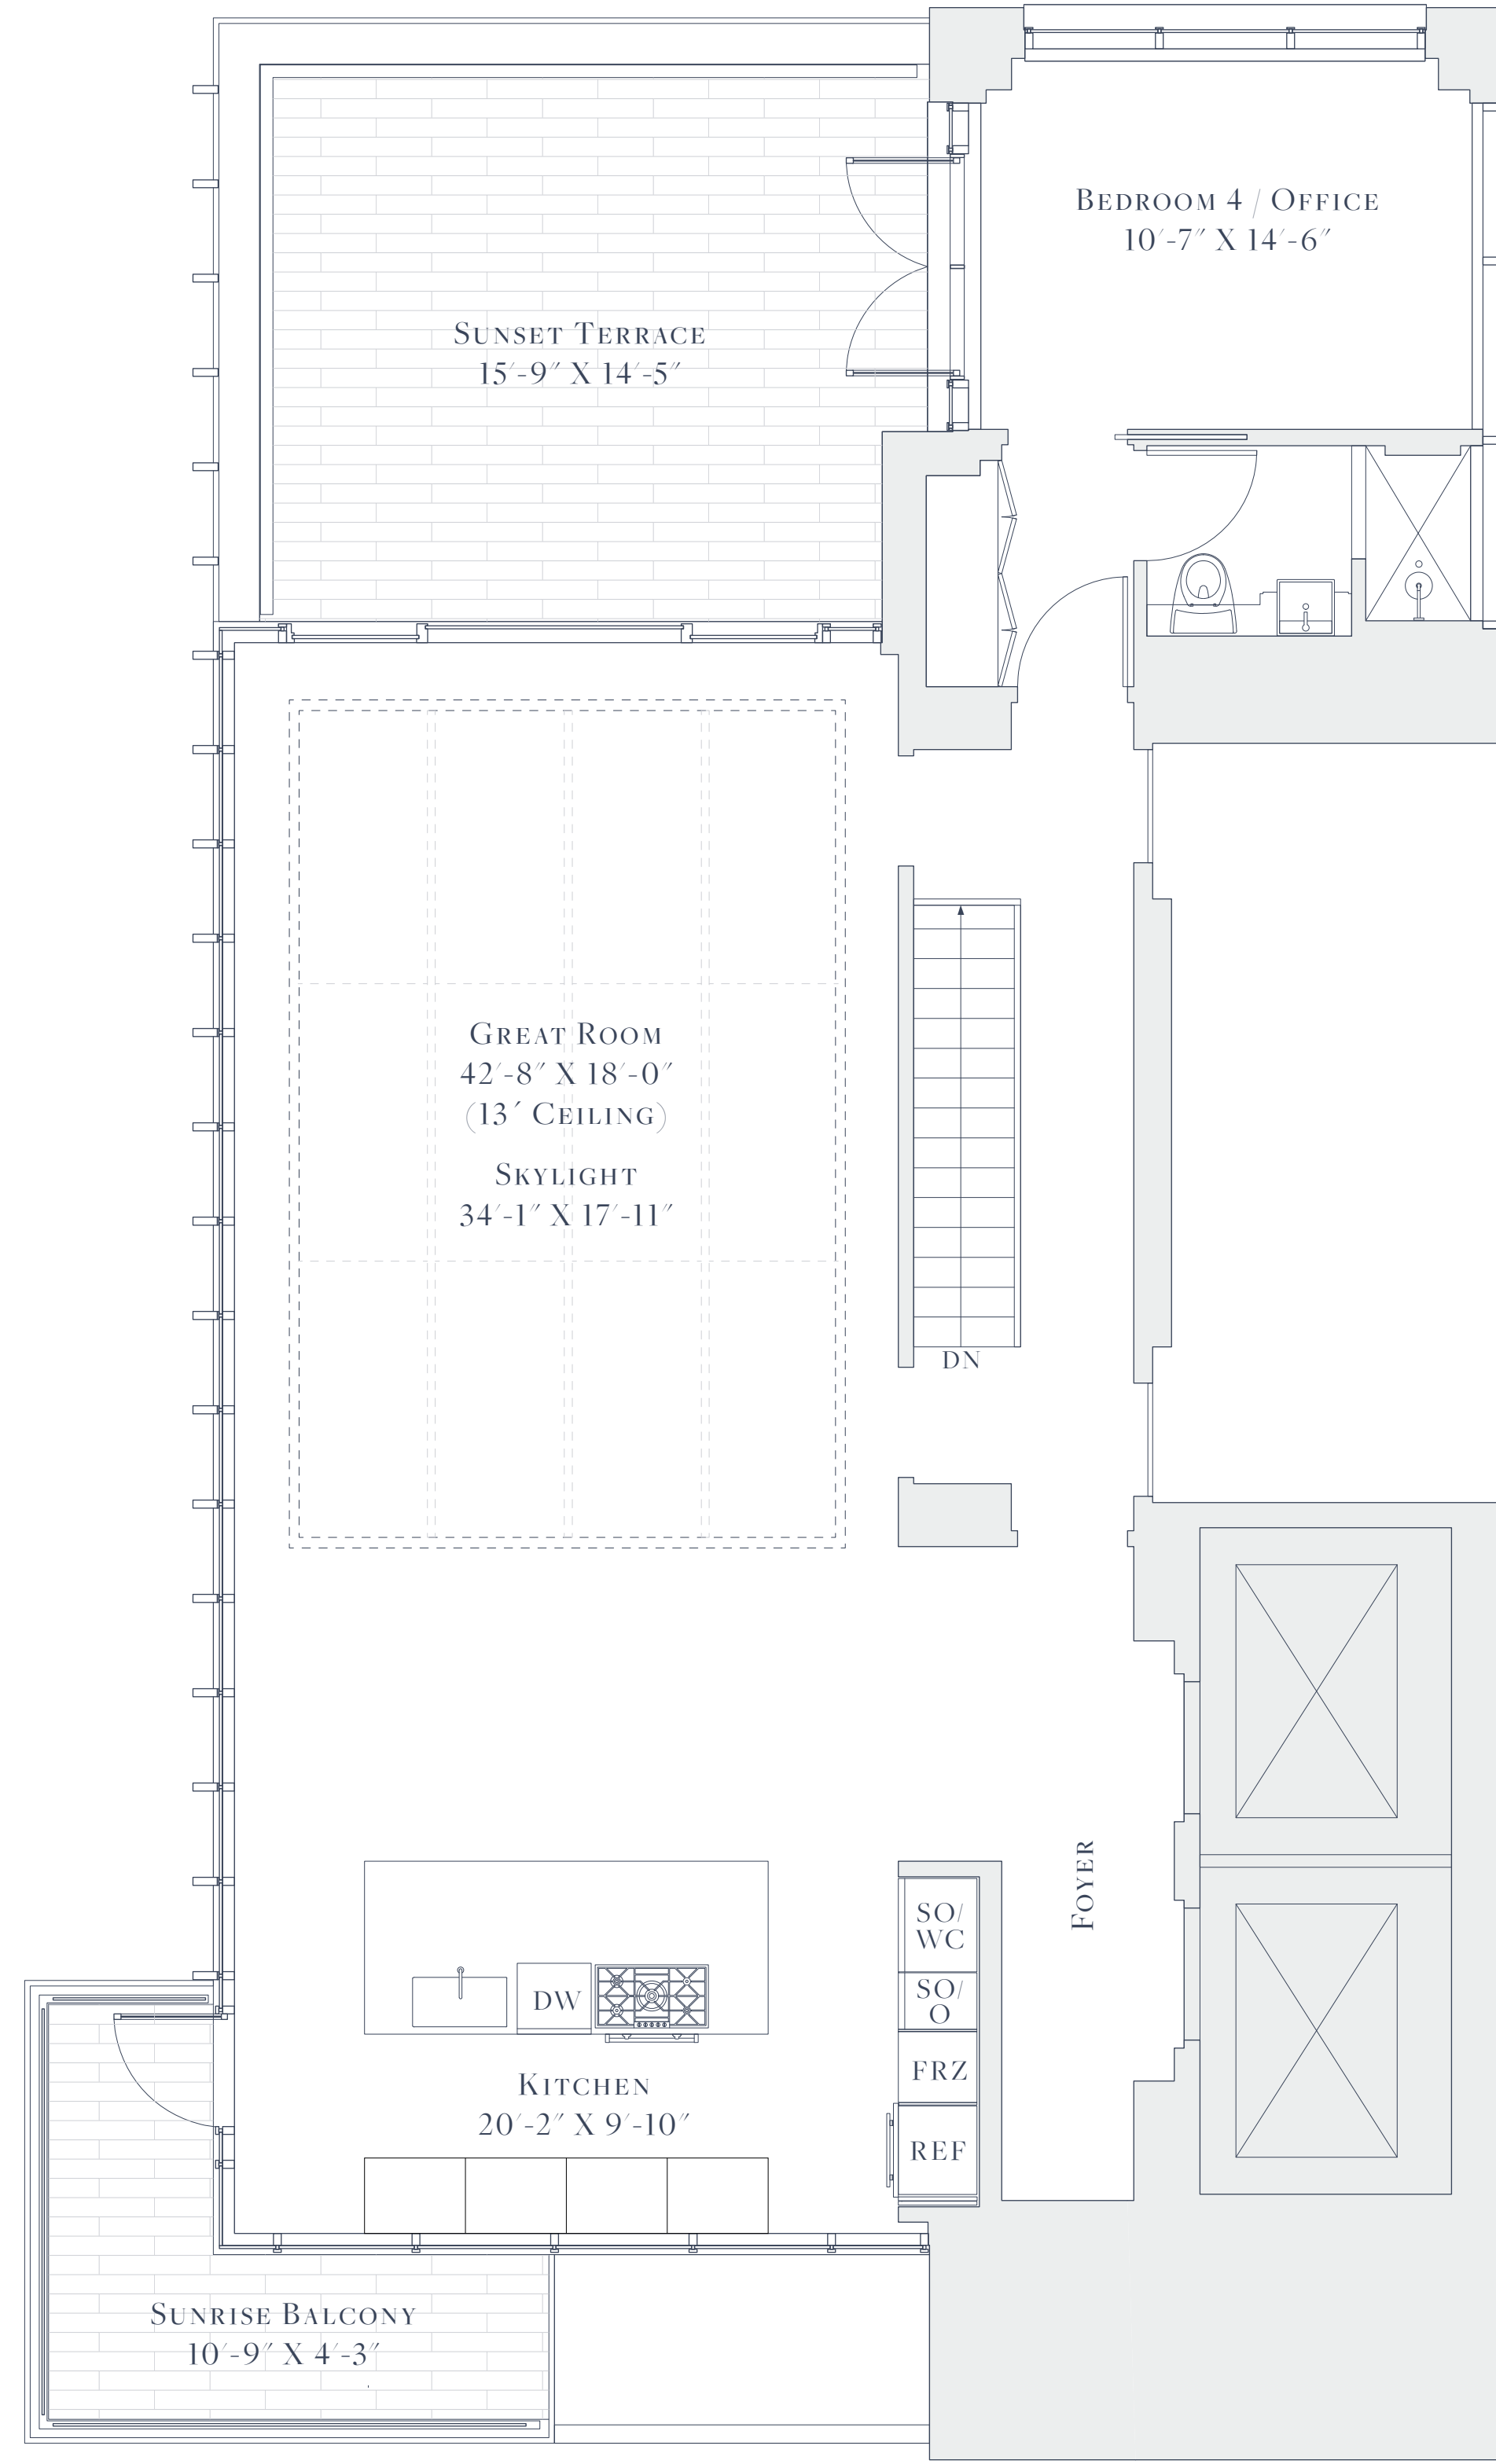 Bedroom 4 / Office
10´-7˝ X 14´-6˝
Sunset Terrace
15´-9˝ X 14´-5˝
Great Room
42´-8˝ X 18´-0˝
(13´ Ceiling)
Skylight
34´-1˝ X 17´-11˝
DN
Foyer
SO/
WC
SO/
O
DW
FRZ
Kitchen
20´-2˝ X 9´-10˝
REF
Sunrise Balcony
10´-9˝ X 4´-3˝